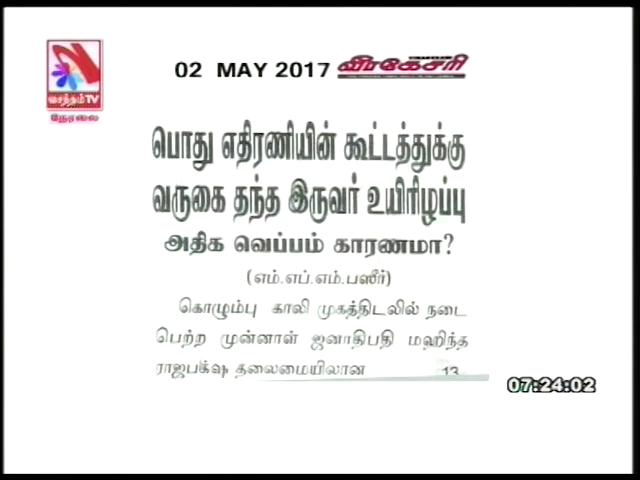 வசந்தம்TV
நேரலை
02 MAY 2017 வீரகேசரி
பொது எதிரணியின் கூட்டத்துக்கு
வருகை தந்த இருவர் உயிரிழப்பு
அதிக வெப்பம் காரணமா?
(எம்.எப்.எம்.பஸீர்)
கொழும்பு காலி முகத்திடலில் நடை
பெற்ற முன்னாள் ஜனாதிபதி மஹிந்த
ராஜபக்ஷ தலைமையிலான 13
07:24:02